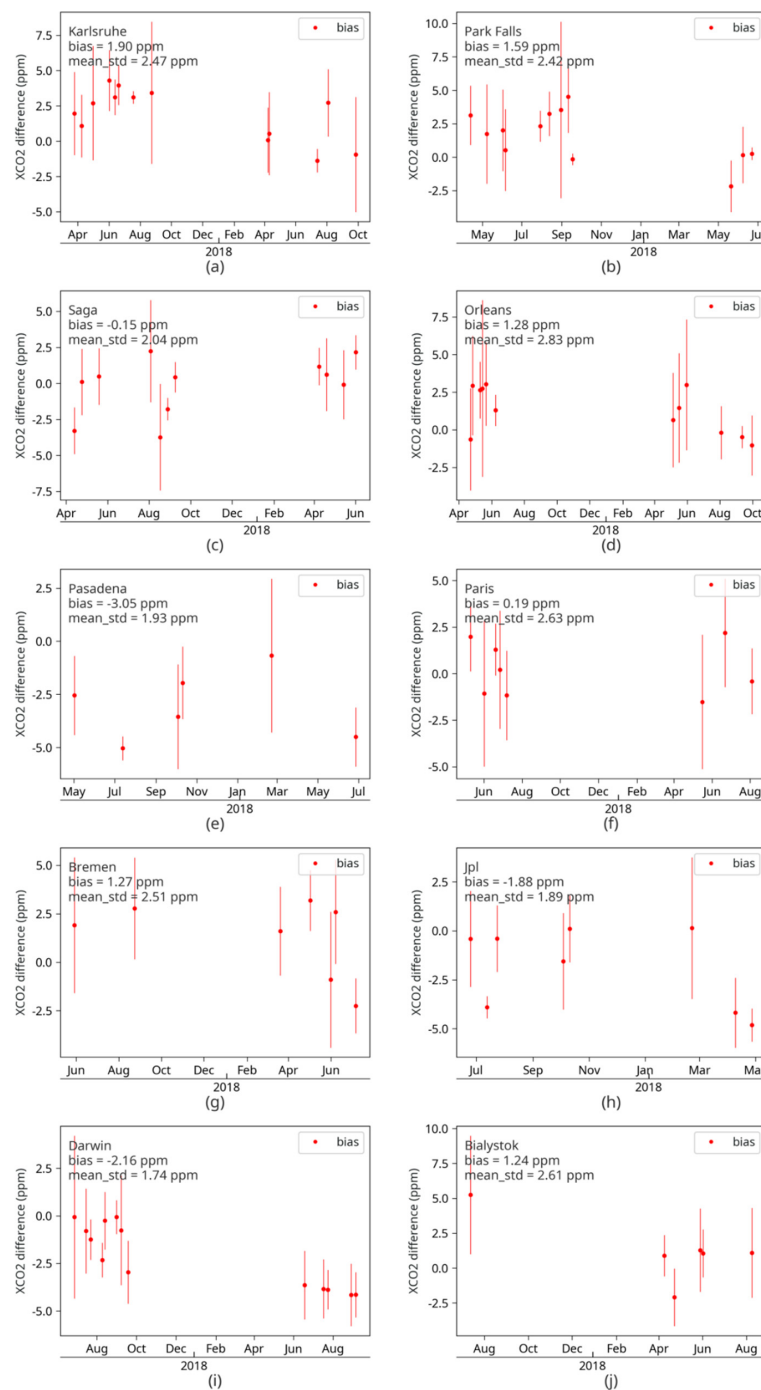 Karlsruhe
bias = 1.90 ppm
mean_std = 2.47
bias
XCO2 difference (ppm)
7.5
5.0
2.5
0.0
-2.5
-5.0
Apr Jun Aug Oct Dec Feb Apr Jun Aug Oct
2018
(a)
Park Falls
bias = 1.59 ppm
mean_std = 2.42
bias
XCO2 difference (ppm)
10.0
7.5
5.0
2.5
0.0
-2.5
May Jul Sep Nov Jan Mar May Ju
2018
(b)
Saga
bias = -0.15 ppm
mean_std = 2.04
bias
XCO2 difference (ppm)
5.0
2.5
0.0
-2.5
-5.0
-7.5
Apr Jun Aug Oct Dec Feb Apr Jun
2018
(c)
Orleans
bias = 1.28 ppm
mean_std = 2.83
bias
XCO2 difference (ppm)
7.5
5.0
2.5
0.0
-2.5
Apr Jun Aug Oct Dec Feb Apr Jun Aug Oct
2018
(d)
Pasadena
bias = -3.05 ppm
mean_std = 1.93
bias
XCO2 difference (ppm)
2.5
0.0
-2.5
-5.0
May Jul Sep Nov Jan Mar May Jul
2018
(e)
Paris
bias = 0.19 ppm
mean_std = 2.63
bias
XCO2 difference (ppm)
5.0
2.5
0.0
-2.5
-5.0
Jun Aug Oct Dec Feb Apr Jun Aug
2018
(f)
Bremen
bias = 1.27 ppm
mean_std = 2.51
bias
XCO2 difference (ppm)
5.0
2.5
0.0
-2.5
Jun Aug Oct Dec Feb Apr Jun
2018
(g)
Jpl
bias = -1.88 ppm
mean_std = 1.89
bias
XCO2 difference (ppm)
2.5
0.0
-2.5
-5.0
Jul Sep Nov Jan Mar Ma
2018
(h)
Darwin
bias = -2.16 ppm
mean_std = 1.74
bias
XCO2 difference (ppm)
2.5
0.0
-2.5
-5.0
Aug Oct Dec Feb Apr Jun Aug
2018
(i)
Bialystok
bias = 1.24 ppm
mean_std = 2.61
bias
XCO2 difference (ppm)
10.0
7.5
5.0
2.5
0.0
-2.5
Aug Oct Dec Feb Apr Jun Aug
2018
(j)